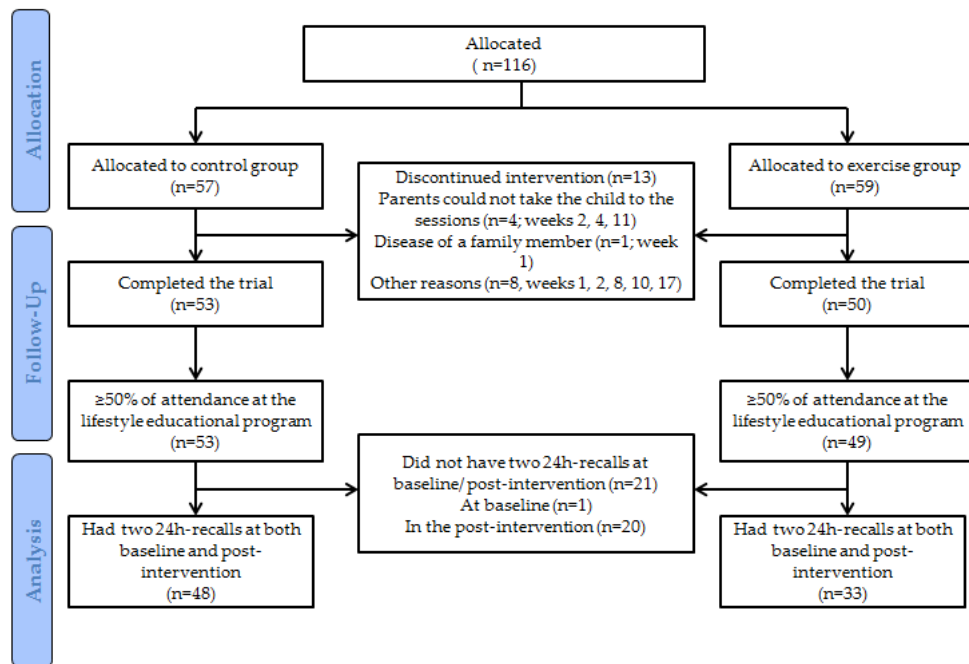 Allocation
Allocated
( n=116)
Allocated to control group
(n=57)
Discontinued intervention (n=13)
Parents could not take the child to the
sessions (n=4; weeks 2, 4, 11)
Disease of a family member (n=1; week
1)
Other reasons (n=8, weeks 1, 2, 8, 10, 17)
Allocated to exercise group
(n=59)
Follow-Up
Completed the trial
(n=53)
Completed the trial
(n=50)
≥50% of attendance at the
lifestyle educational program
(n=53)
≥50% of attendance at the
lifestyle educational program
(n=49)
Analysis
Did not have two 24h-recalls at
baseline/ post-intervention (n=21)
At baseline (n=1)
In the post-intervention (n=20)
Had two 24h-recalls at both
baseline and post-
intervention
(n=48)
Had two 24h-recalls at both
baseline and post-
intervention
(n=33)